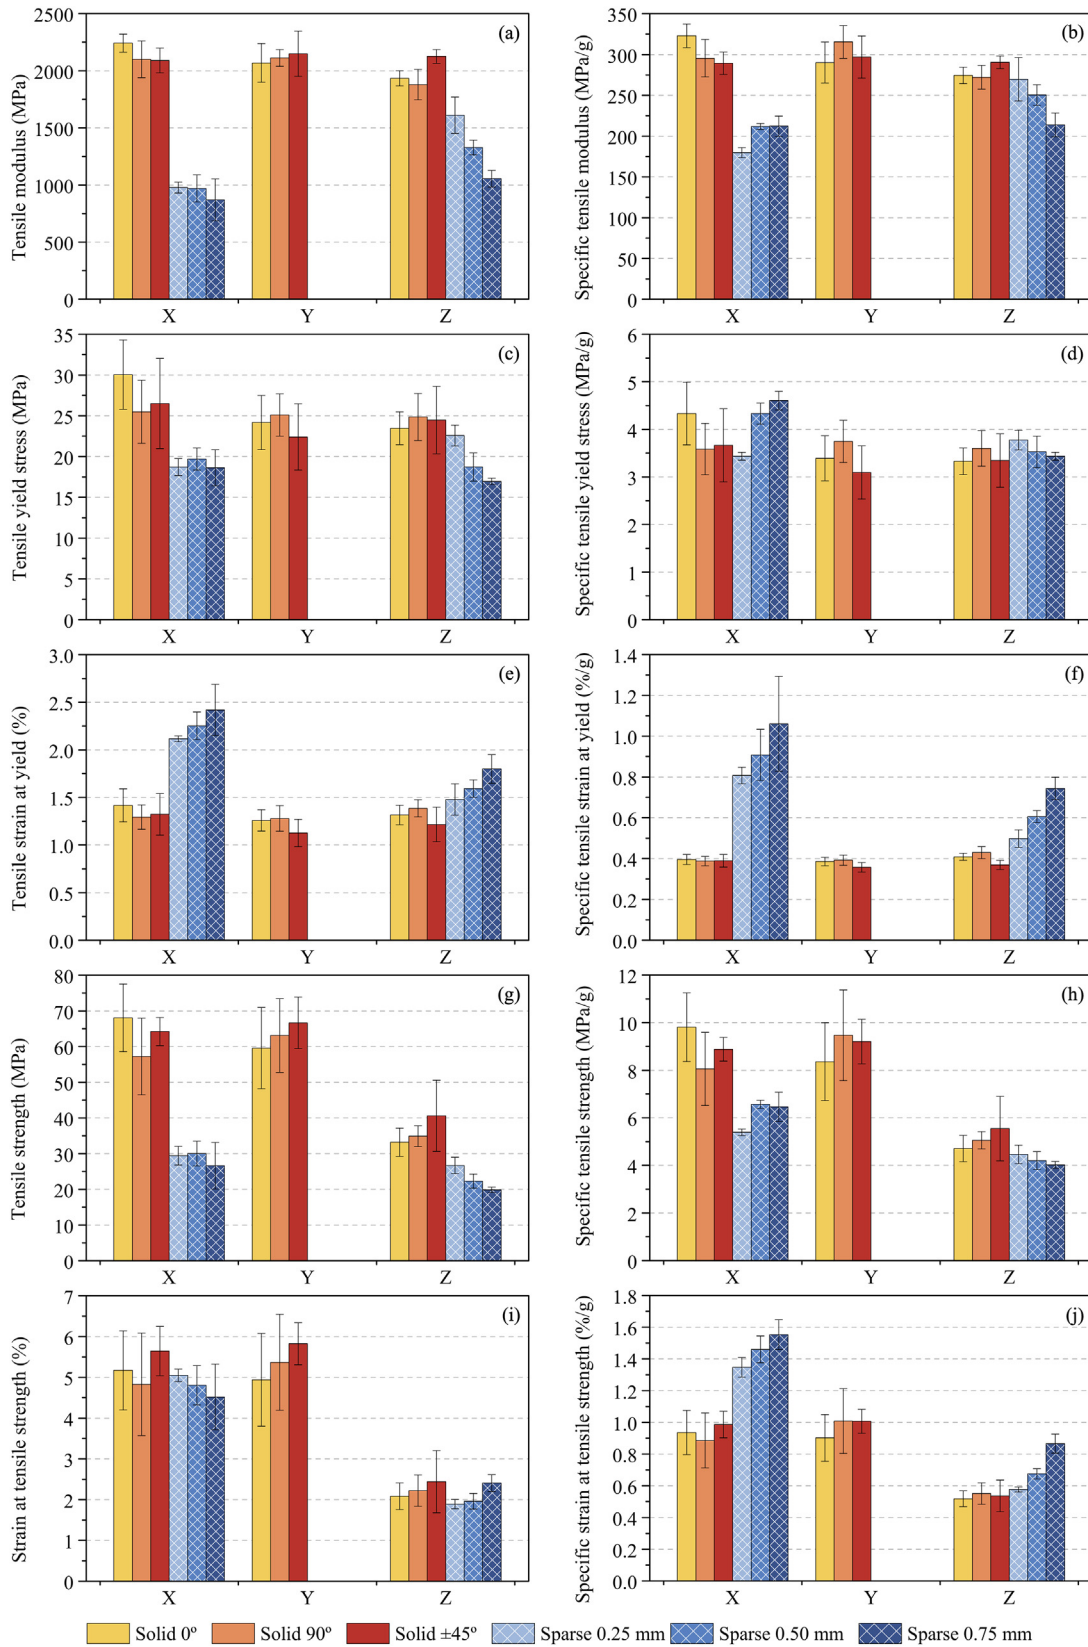 (a)
Tensile modulus (MPa)
2500
2000
1500
1000
500
0
X Y Z
(b)
Specific tensile modulus (MPa/g)
350
300
250
200
150
100
50
0
X Y Z
(c)
Tensile yield stress (MPa)
35
30
25
20
15
10
5
0
X Y Z
(d)
Specific tensile yield stress (MPa/g)
6
5
4
3
2
1
0
X Y Z
(e)
Tensile strain at yield (%)
3.0
2.5
2.0
1.5
1.0
0.5
0.0
X Y Z
(f)
Specific tensile strain at yield (%/g)
1.4
1.2
1.0
0.8
0.6
0.4
0.2
0.0
X Y Z
(g)
Tensile strength (MPa)
80
70
60
50
40
30
20
10
0
X Y Z
(h)
Specific tensile strength (MPa/g)
12
10
8
6
4
2
0
X Y Z
(i)
Strain at tensile strength (%)
7
6
5
4
3
2
1
0
X Y Z
(j)
Specific strain at tensile strength (%/g)
1.8
1.6
1.4
1.2
1.0
0.8
0.6
0.4
0.2
0.0
X Y Z
Solid 0º Solid 90º Solid ±45º Sparse 0.25 mm Sparse 0.50 mm Sparse 0.75 mm